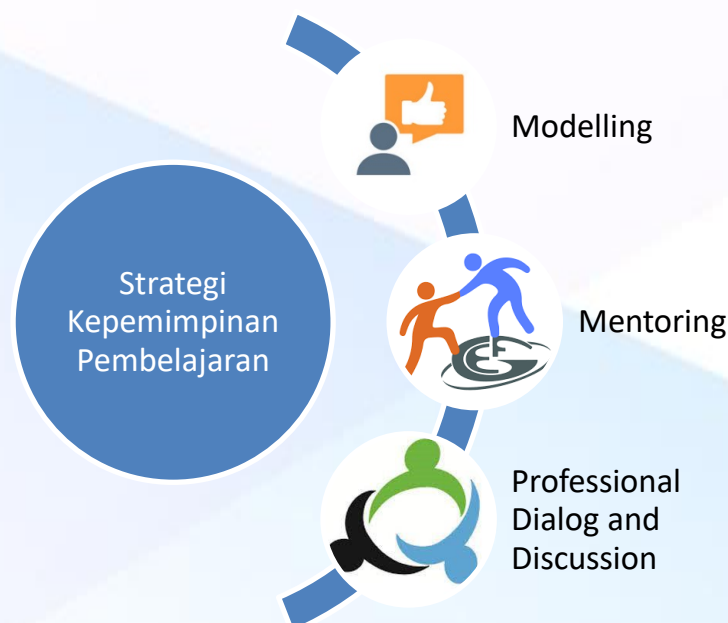 Strategi
Kepemimpinan
Pembelajaran
Modelling
Mentoring
Professional
Dialog and
Discussion